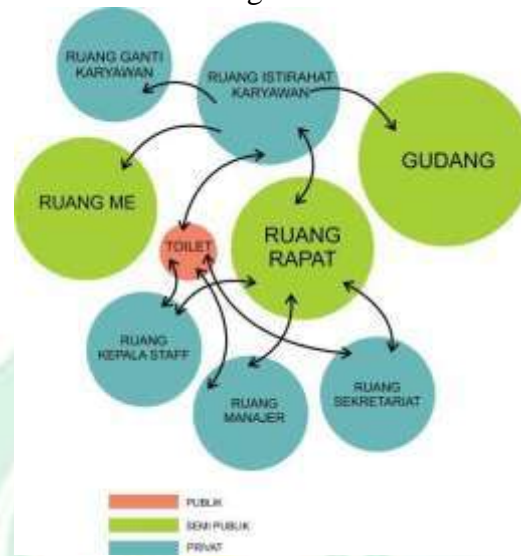 RUANG GANTI
KARYAWAN
RUANG ISTIRAHAT
KARYAWAN
GUDANG
RUANG ME
TOILET
RUANG
RAPAT
RUANG
KEPALA STAFF
RUANG
MANAJER
RUANG
SEKRETARIAT
PUBLIK
SEMI PUBLIK
PRIVAT